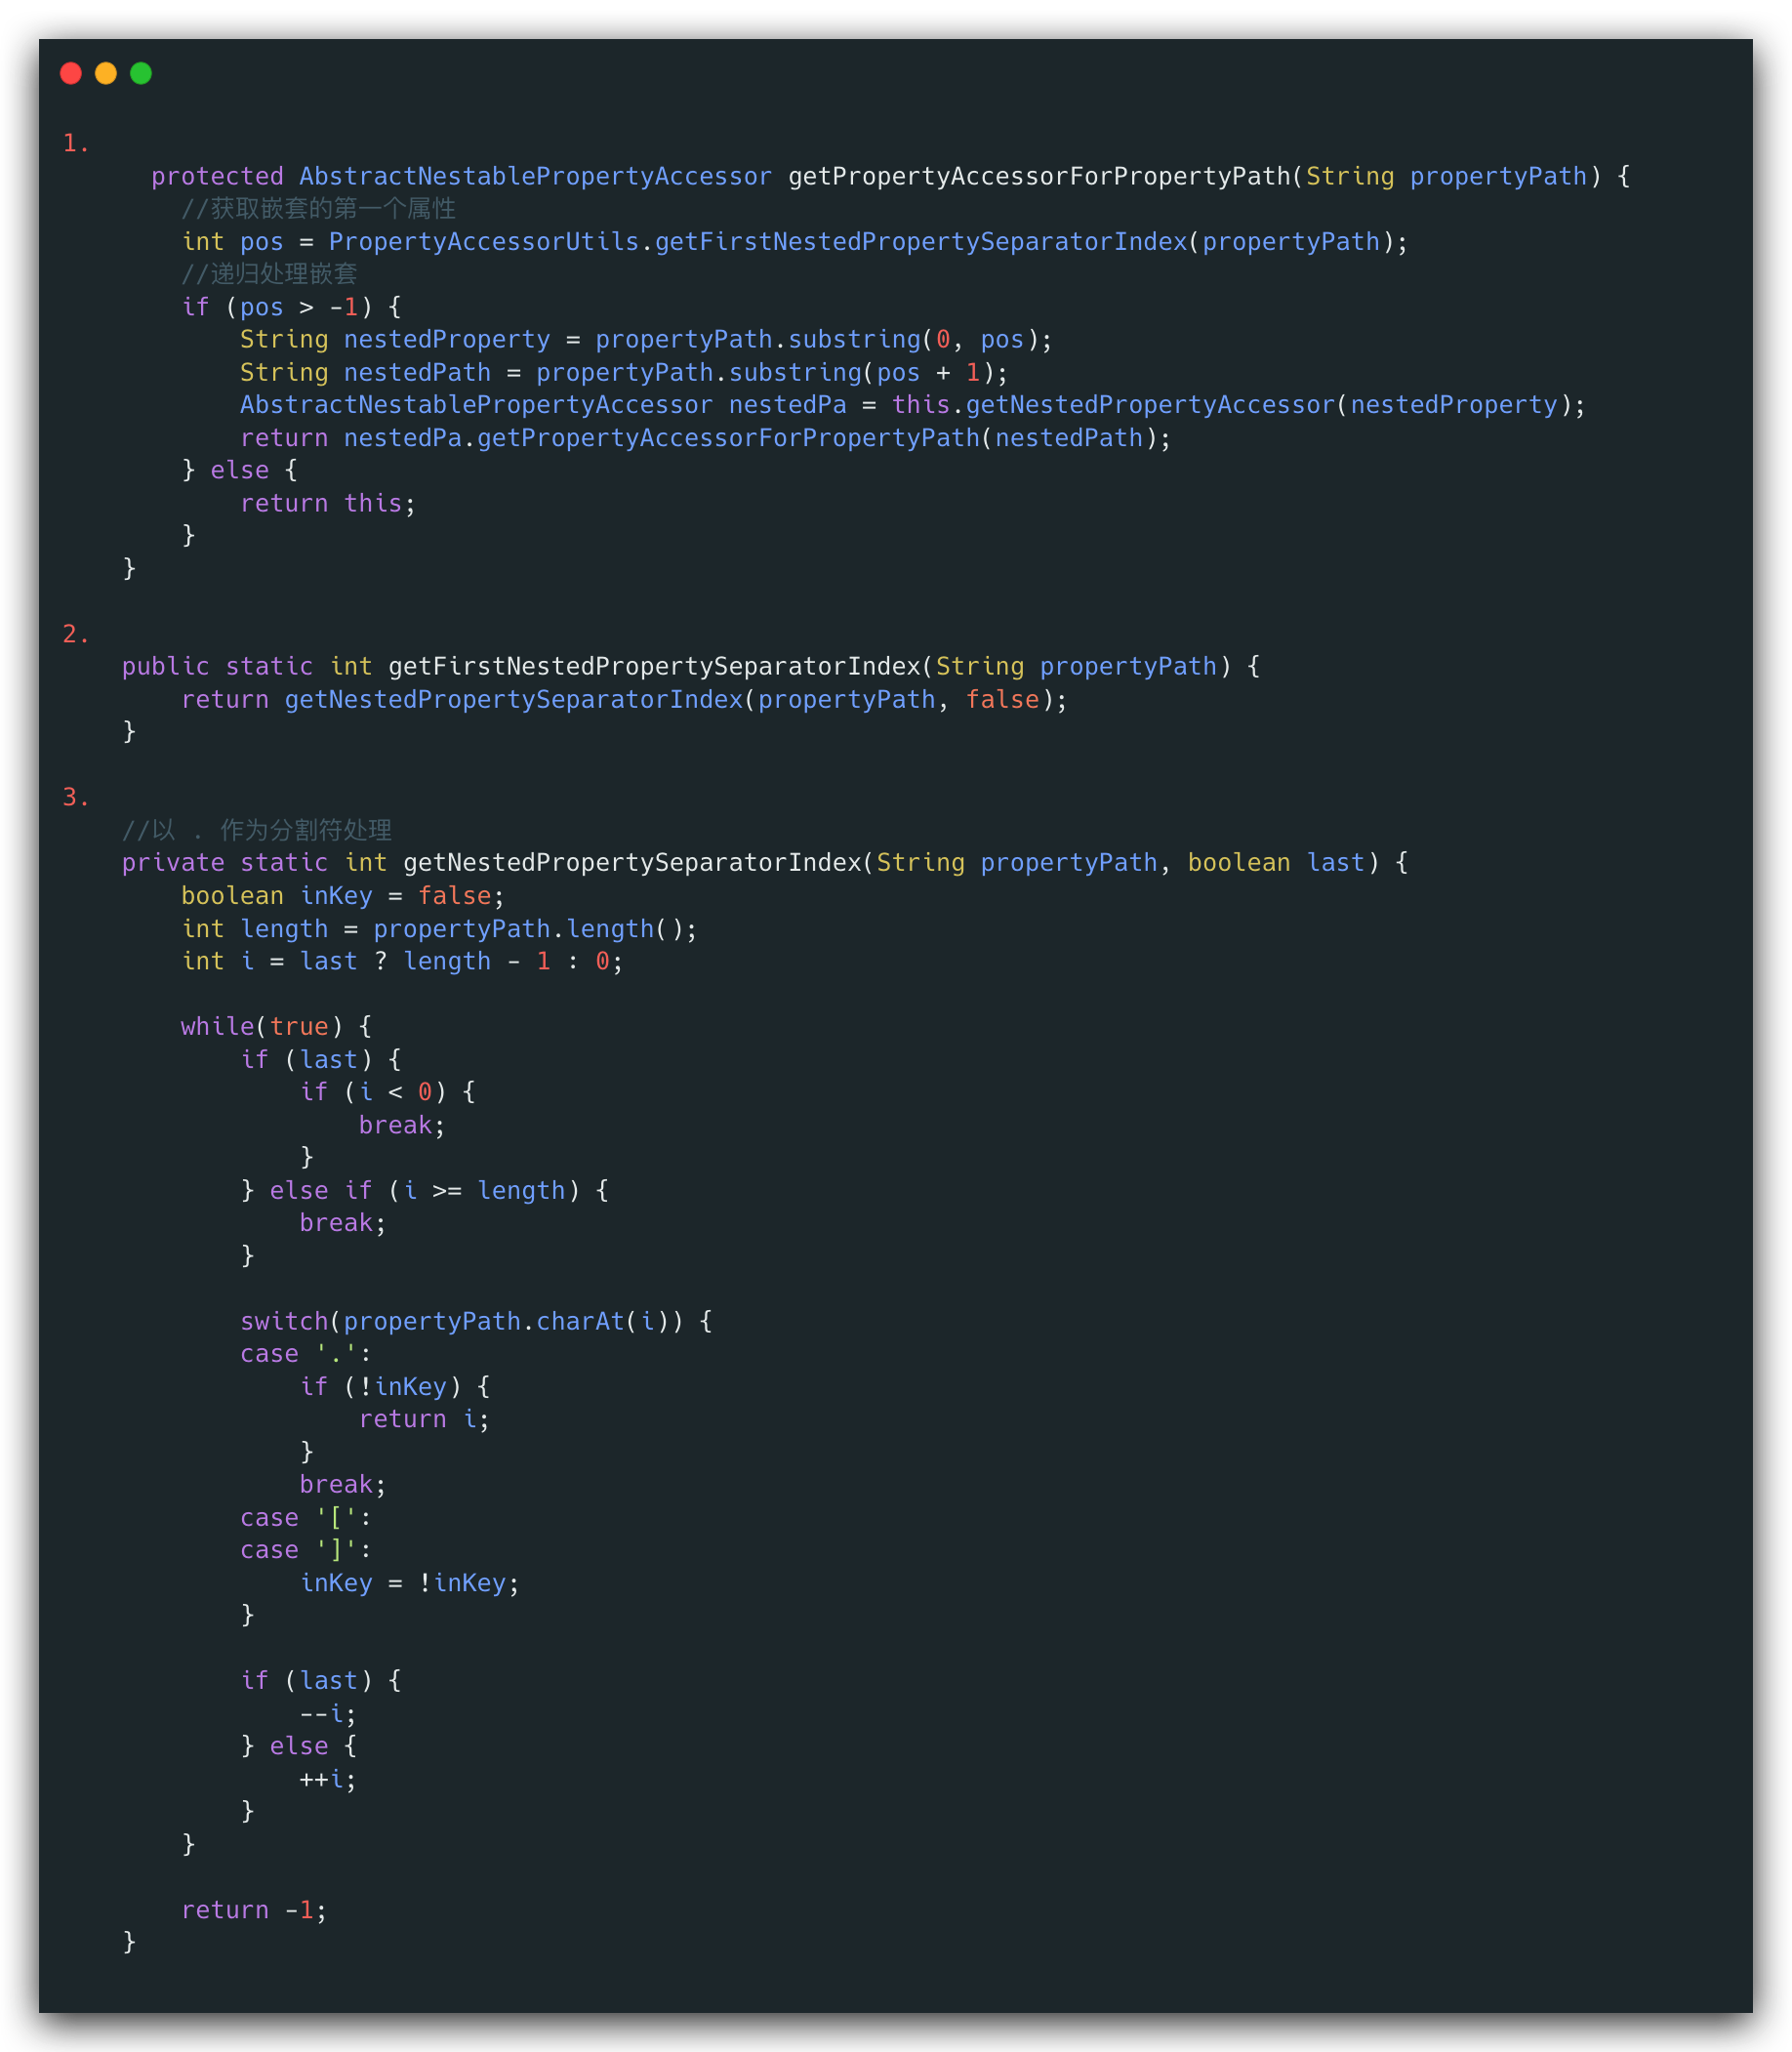 1.
protected AbstractNestablePropertyAccessor getPropertyAccessorForPropertyPath(String propertyPath) {
//获取嵌套的第一个属性
int pos = PropertyAccessorUtils.getFirstNestedPropertySeparatorIndex(propertyPath);
//递归处理嵌套
if (pos > -1) {
String nestedProperty = propertyPath.substring(0, pos);
String nestedPath = propertyPath.substring(pos + 1);
AbstractNestablePropertyAccessor nestedPa = this.getNestedPropertyAccessor(nestedProperty);
return nestedPa.getPropertyAccessorForPropertyPath(nestedPath);
} else {
return this;
}
}
2.
public static int getFirstNestedPropertySeparatorIndex(String propertyPath) {
return getNestedPropertySeparatorIndex(propertyPath, false);
}
3.
//以 . 作为分割符处理
private static int getNestedPropertySeparatorIndex(String propertyPath, boolean last) {
boolean inKey = false;
int length = propertyPath.length();
int i = last ? length - 1 : 0;
while(true) {
if (last) {
if (i < 0) {
break;
}
} else if (i >= length) {
break;
}
switch(propertyPath.charAt(i)) {
case '.':
if (!inKey) {
return i;
}
break;
case '[':
case ']':
inKey = !inKey;
}
if (last) {
--i;
} else {
++i;
}
}
return -1;
}